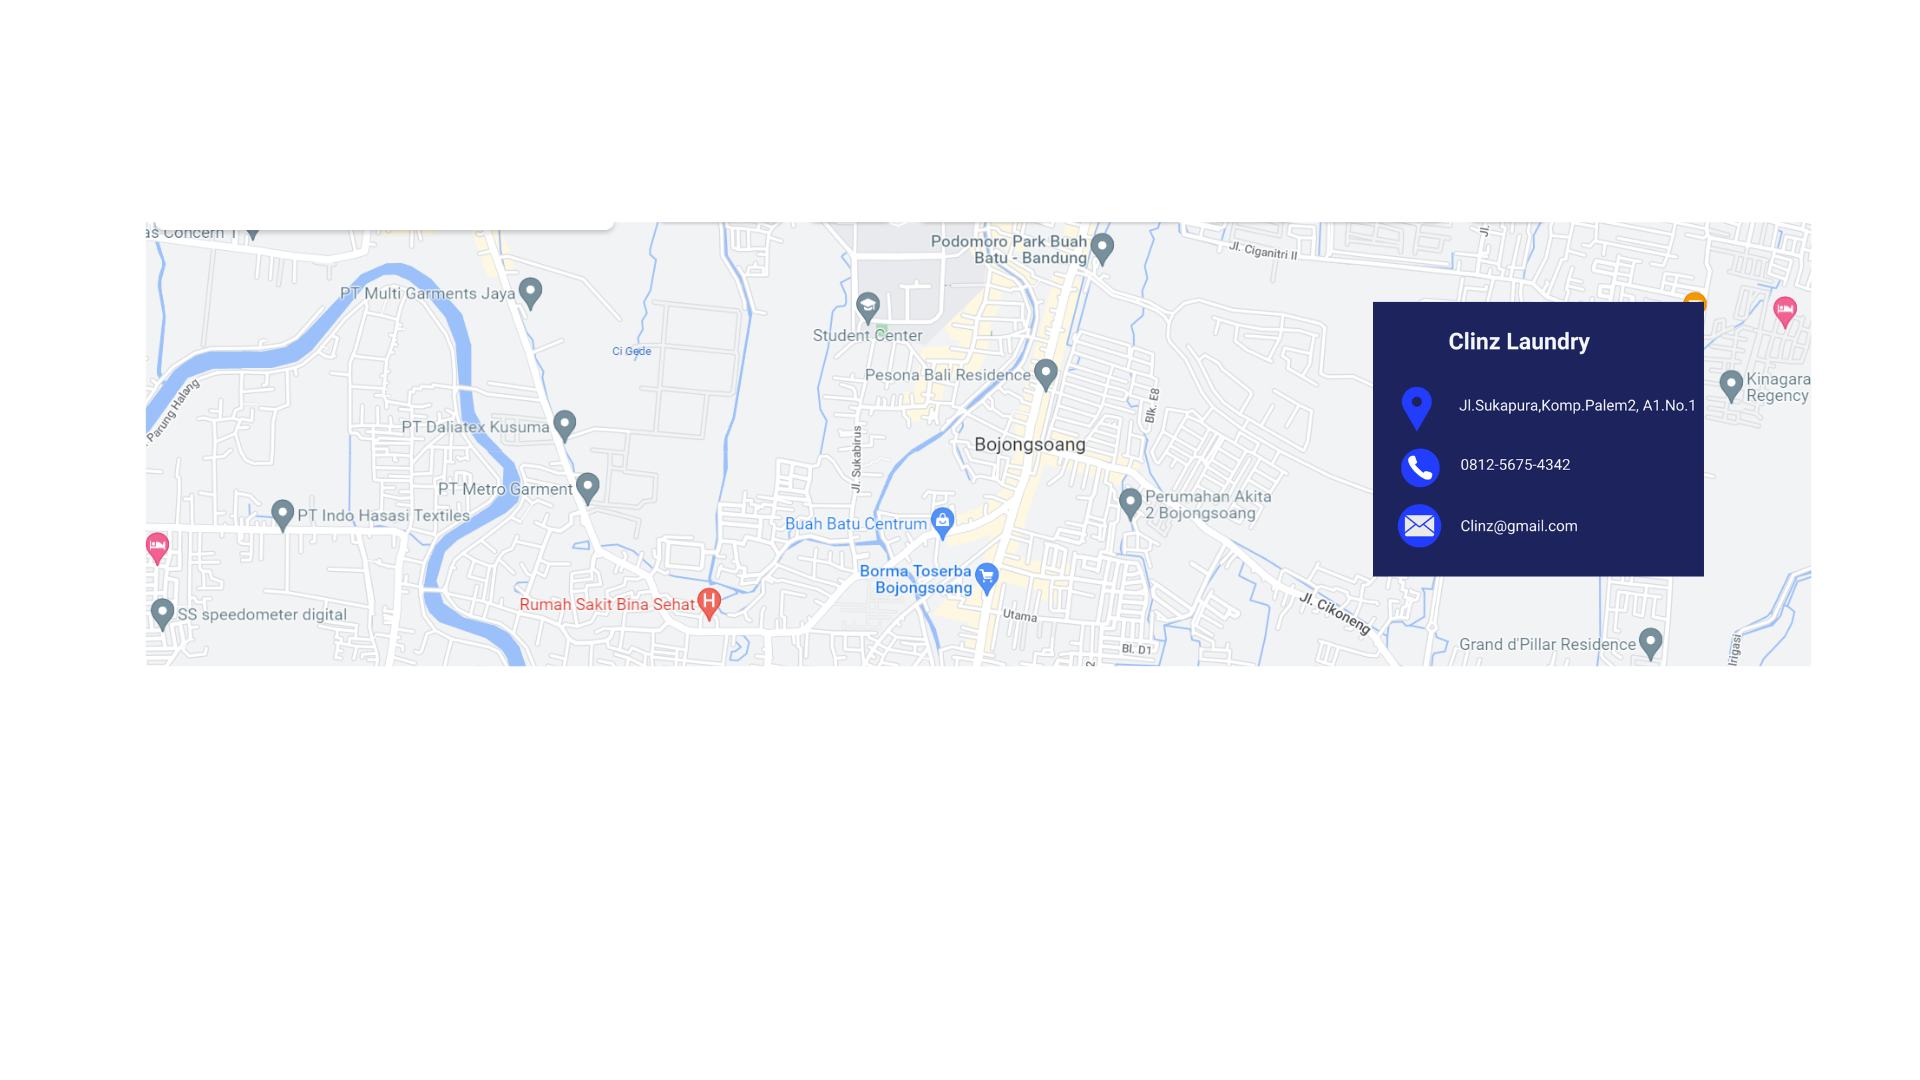 as Concern 1
Podomoro Park Buah
Batu - Bandung
Jl. Ciganitri II
Jl.
PT Multi Garments Jaya
Student Center
Ci Gede
Pesona Bali Residence
Parung Halang
Blk. E8
Kinagara
Regency
PT Daliatex Kusuma
Bojongsoang
Jl. Sukabirus
PT Metro Garment
Perumahan Akita
2 Bojongsoang
PT Indo Hasasi Textiles
Buah Batu Centrum
Borma Toserba
Bojongsoang
Rumah Sakit Bina Sehat
H
SS speedometer digital
Utama
Jl. Cikoneng
Bl. D1
2.
Grand d'Pillar Residence
Irigasi
Clinz Laundry
Jl.Sukapura,Komp.Palem2, A1.No.1
0812-5675-4342
Clinz@gmail.com